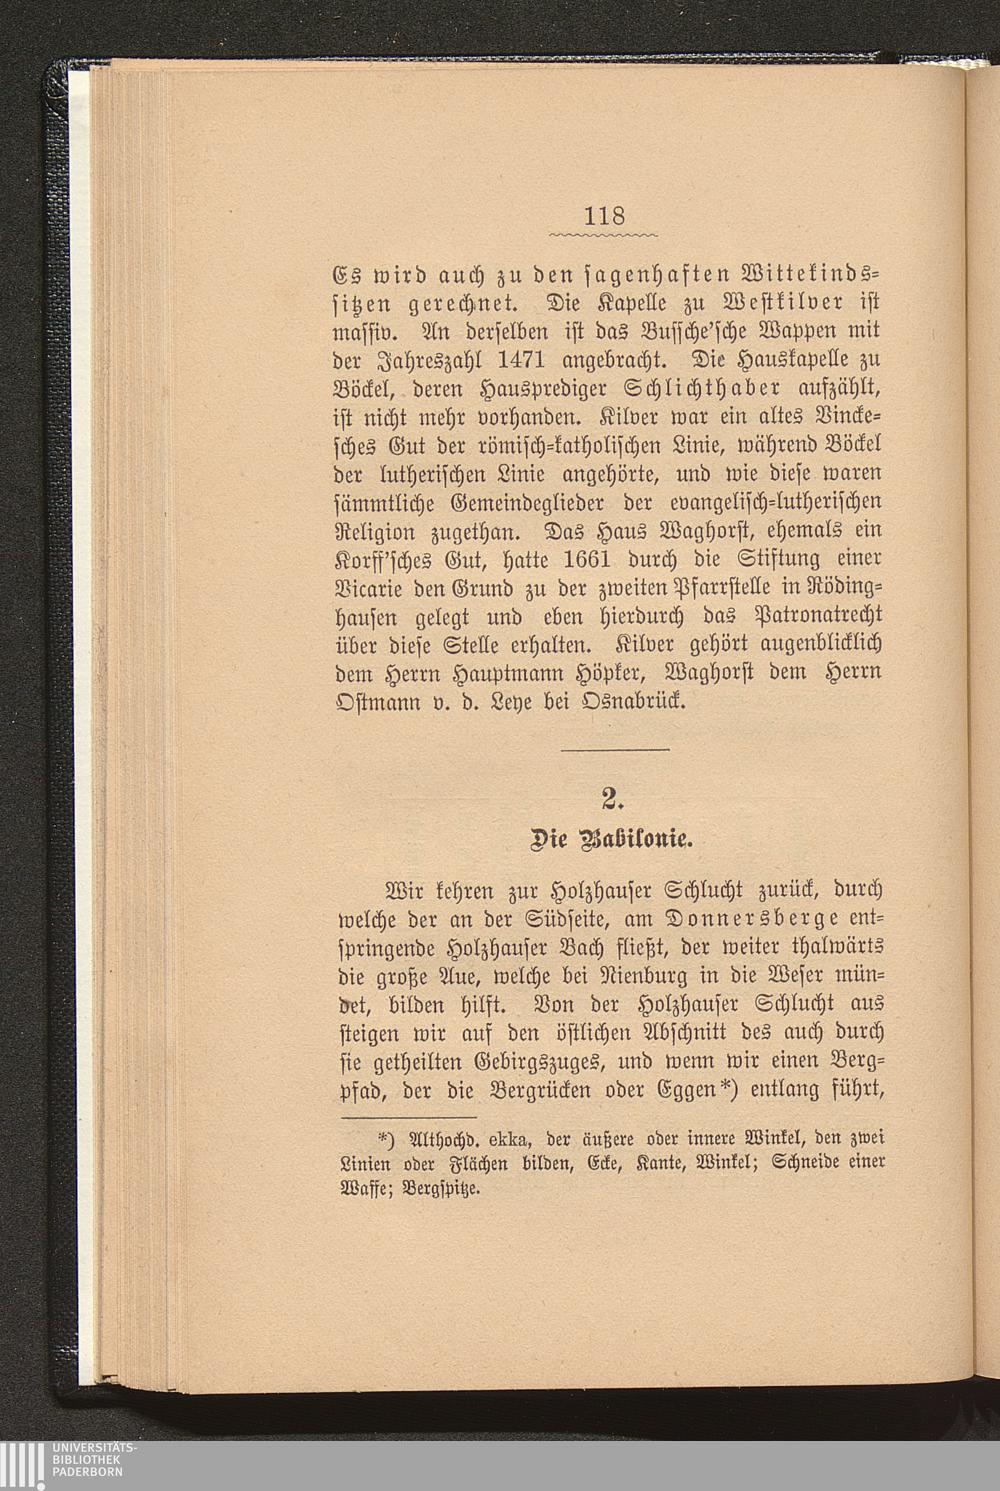 118
Es wird auch zu den sagenhaften Wittekinds-
sitzen gerechnet. Die Kapelle zu Westkilver ist
massiv. An derselben ist das Bussche'sche Wappen mit
der Jahreszahl 1471 angebracht. Die Hauskapelle zu
Böckel, deren Hausprediger Schlichthaber aufzählt,
ist nicht mehr vorhanden. Kilver war ein altes Vincke-
sches Gut der römisch-katholischen Linie, während Böckel
der lutherischen Linie angehörte, und wie diese waren
sämmtliche Gemeindeglieder der evangelisch-lutherischen
Religion zugethan. Das Haus Waghorst, ehemals ein
Korff'sches Gut, hatte 1661 durch die Stiftung einer
Vicarie den Grund zu der zweiten Pfarrstelle in Röding-
hausen gelegt und eben hierdurch das Patronatrecht
über diese Stelle erhalten. Kilver gehört augenblicklich
dem Herrn Hauptmann Höpker, Waghorst dem Herrn
Ostmann v. d. Leye bei Osnabrück.
2.
Die Babilonie.
Wir kehren zur Holzhauser Schlucht zurück, durch
welche der an der Südseite, am Donnersberge ent-
springende Holzhauser Bach fließt, der weiter thalwärts
die große Aue, welche bei Nienburg in die Weser mün-
det, bilden hilft. Von der Holzhauser Schlucht aus
steigen wir auf den östlichen Abschnitt des auch durch
sie getheilten Gebirgszuges, und wenn wir einen Berg-
pfad, der die Bergrücken oder Eggen*) entlang führt,
*) Althochd. ekka, der äußere oder innere Winkel, den zwei
Linien oder Flächen bilden, Ecke, Kante, Winkel; Schneide einer
Waffe; Bergspitze.
UNIVERSITÄTS-
BIBLIOTHEK
PADERBORN